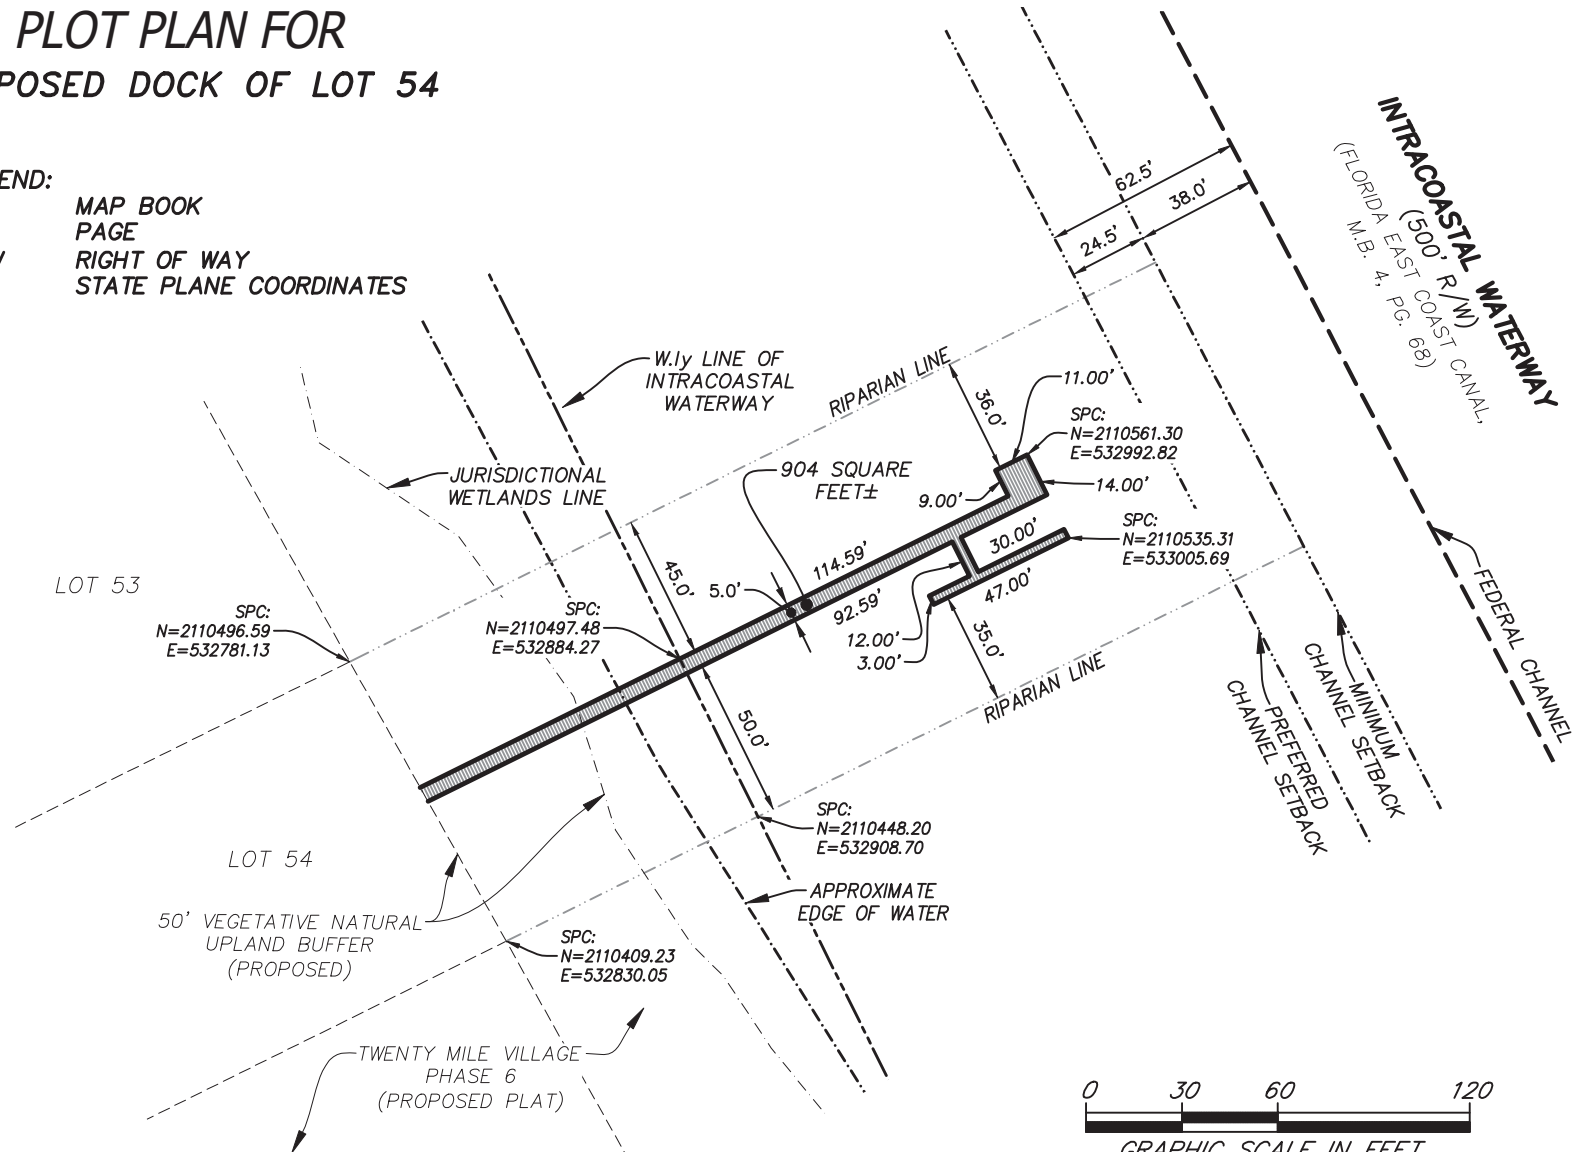 PLOT PLAN FOR
POSED DOCK OF LOT 54
END:
MAP BOOK
PAGE
RIGHT OF WAY
STATE PLANE COORDINATES
INTRACOASTAL WATERWAY
(500' R/W)
(FLORIDA EAST COAST CANAL,
M.B. 4, PG. 68)
62.5'
38.0'
24.5'
W.ly LINE OF
INTRACOASTAL
WATERWAY
RIPARIAN LINE
36.0'
11.00'
SPC:
N=2110561.30
E=532992.82
904 SQUARE
FEET±
JURISDICTIONAL
WETLANDS LINE
9.00'
14.00'
SPC:
N=2110535.31
E=533005.69
30.00'
114.59'
45.0'
5.0'
92.59'
47.00'
12.00'
3.00'
35.0'
LOT 53
SPC:
N=2110496.59
E=532781.13
SPC:
N=2110497.48
E=532884.27
RIPARIAN LINE
50.0'
FEDERAL CHANNEL
MINIMUM
CHANNEL SETBACK
PREFERRED
CHANNEL SETBACK
SPC:
N=2110448.20
E=532908.70
LOT 54
APPROXIMATE
EDGE OF WATER
50' VEGETATIVE NATURAL
UPLAND BUFFER
(PROPOSED)
SPC:
N=2110409.23
E=532830.05
TWENTY MILE VILLAGE
PHASE 6
(PROPOSED PLAT)
0 30 60 120
GRAPHIC SCALE IN FEET